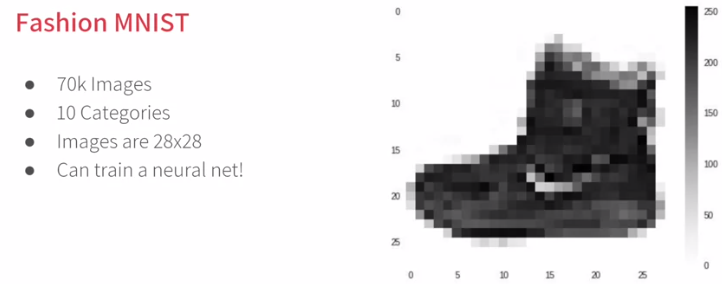 Fashion MNIST
● 70k Images
● 10 Categories
● Images are 28x28
● Can train a neural net!
0
5
10
15
20
25
0 5 10 15 20 25
250
200
150
100
50
0